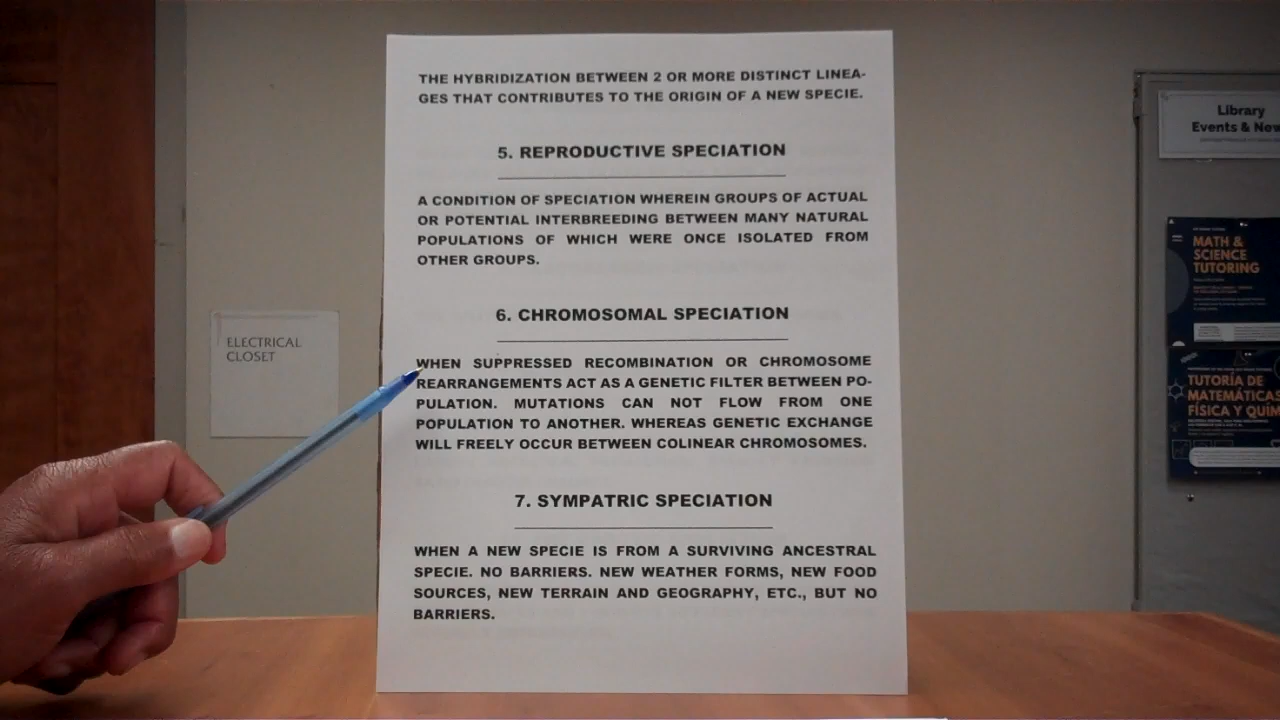 THE HYBRIDIZATION BETWEEN 2 OR MORE DISTINCT LINEA-
GES THAT CONTRIBUTES TO THE ORIGIN OF A NEW SPECIE.
5. REPRODUCTIVE SPECIATION
A CONDITION OF SPECIATION WHEREIN GROUPS OF ACTUAL
OR POTENTIAL INTERBREEDING BETWEEN MANY NATURAL
POPULATIONS OF WHICH WERE ONCE ISOLATED FROM
OTHER GROUPS.
6. CHROMOSOMAL SPECIATION
WHEN SUPPRESSED RECOMBINATION OR CHROMOSOME
REARRANGEMENTS ACT AS A GENETIC FILTER BETWEEN PO-
PULATION. MUTATIONS CAN NOT FLOW FROM ONE
POPULATION TO ANOTHER. WHEREAS GENETIC EXCHANGE
WILL FREELY OCCUR BETWEEN COLINEAR CHROMOSOMES.
7. SYMPATRIC SPECIATION
WHEN A NEW SPECIE IS FROM A SURVIVING ANCESTRAL
SPECIE. NO BARRIERS. NEW WEATHER FORMS, NEW FOOD
SOURCES, NEW TERRAIN AND GEOGRAPHY, ETC., BUT NO
BARRIERS.
ELECTRICAL
CLOSET
Library
Events & New
MATH &
SCIENCE
TUTORING
TUTORÍA DE
MATEMÁTICAS
FÍSICA Y QUÍM